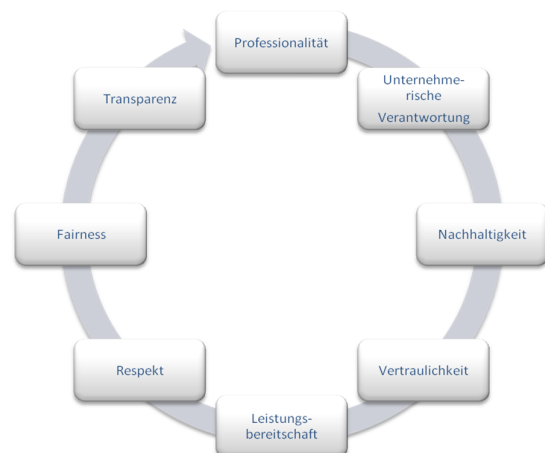 Professionalität
Unternehme-
rische
Verantwortung
Nachhaltigkeit
Vertraulichkeit
Leistungs-
bereitschaft
Respekt
Fairness
Transparenz